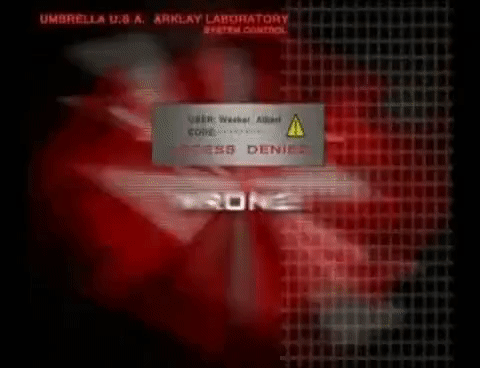 UMBRELLA U.S.A. ARKLAY LABORATORY
SYSTEM CONTROL
USER: Wesker, Albert
CODE: ********
ACCESS DENIED
WRONG